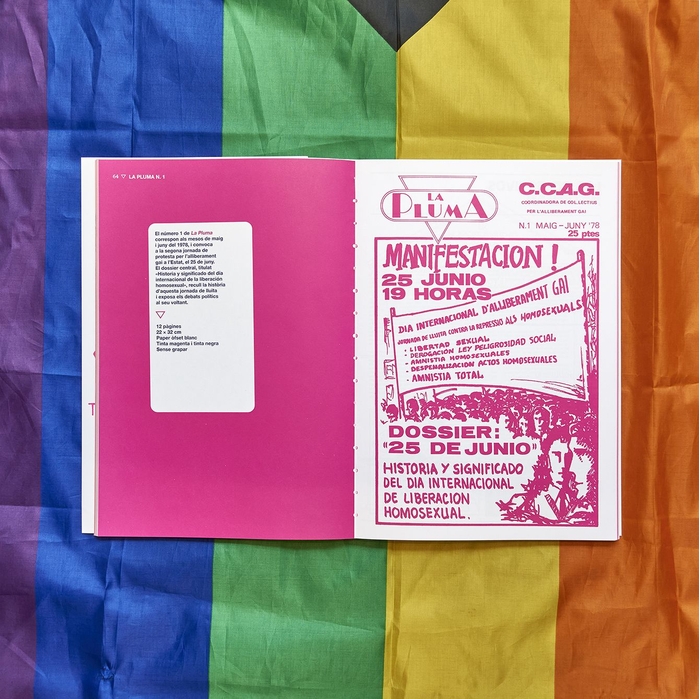 64 ▽ LA PLUMA N. 1
El número 1 de La Pluma
correspon als mesos de maig
i juny del 1978, i convoca
a la segona jornada de
protesta per l'alliberament
gai a l'Estat, el 25 de juny.
El dossier central, titulat
«Historia y significado del día
internacional de la liberación
homosexual», recull la història
d'aquesta jornada de lluita
i exposa els debats polítics
al seu voltant.
12 pàgines
22 × 32 cm
Paper òfset blanc
Tinta magenta i tinta negra
Sense grapar
LA
PLUMA
C.C.A.G.
COORDINADORA DE COL.LECTIUS
PER L'ALLIBERAMENT GAI
N.1 MAIG – JUNY '78
25 ptes
MANIFESTACION !
25 JUNIO
19 HORAS
DIA INTERNACIONAL D'ALLIBERAMENT GAI
JORNADA DE LLUITA CONTRA LA REPRESSIO ALS HOMOSEXUALS
- LIBERTAD SEXUAL
- DEROGACIÓN LEY PELIGROSIDAD SOCIAL
- AMNISTIA HOMOSEXUALES
- DESPENALIZACION ACTOS HOMOSEXUALES
- AMNISTIA TOTAL
DOSSIER:
"25 DE JUNIO"
HISTORIA Y SIGNIFICADO
DEL DIA INTERNACIONAL
DE LIBERACION
HOMOSEXUAL.